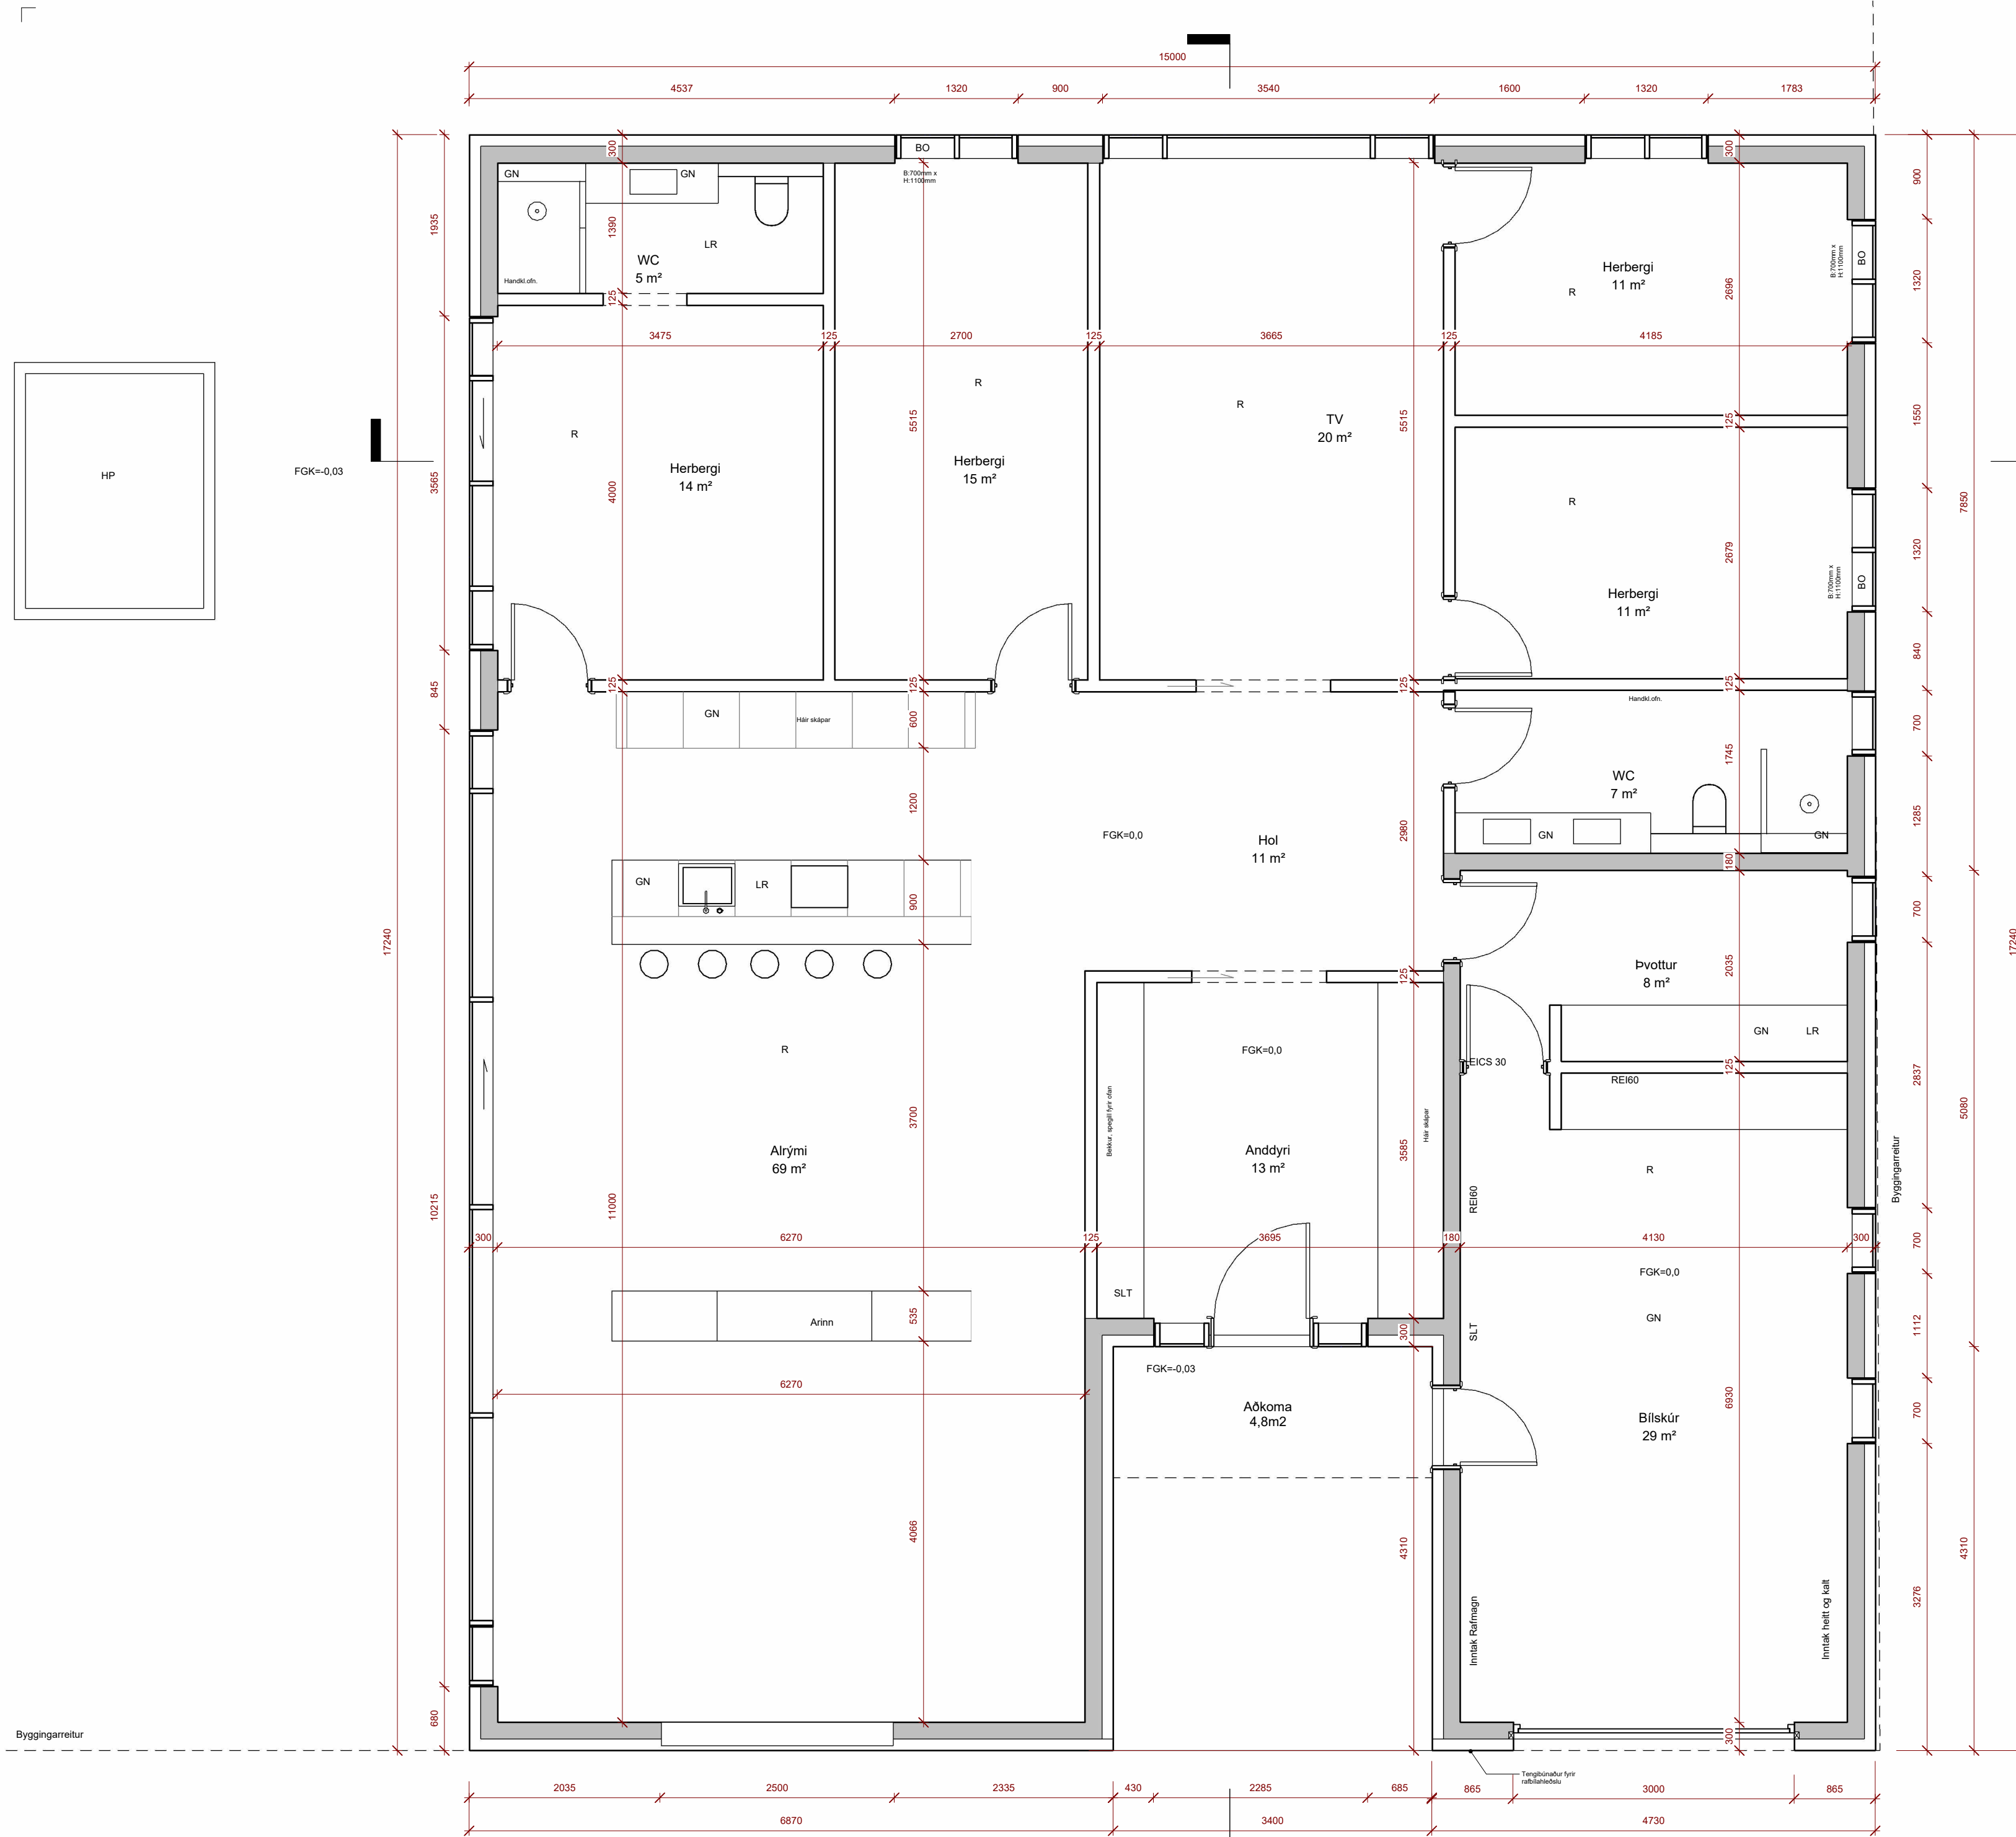 15000
4537
1320
900
3540
1600
1320
1783
BO
B:700mm x
H:1100mm
300
300
GN
GN
LR
1390
WC
5 m²
Handkl.ofn.
125
1935
900
Herbergi
11 m²
R
2696
B:700mm x
H:1100mm
BO
1320
3475
125
2700
125
3665
125
4185
R
R
R
TV
20 m²
5515
5515
125
1550
HP
FGK=-0,03
3565
4000
Herbergi
14 m²
Herbergi
15 m²
R
7850
2679
1320
Herbergi
11 m²
B:700mm x
H:1100mm
BO
840
845
125
125
125
125
GN
Háir skápar
600
Handkl.ofn.
700
1745
WC
7 m²
1200
FGK=0,0
Hol
11 m²
2980
GN
GN
1285
180
GN
LR
900
700
17240
17240
125
Þvottur
8 m²
2035
GN
LR
R
FGK=0,0
EICS 30
125
REI60
2837
Bekkur, spegill fyrir ofan
Háir skápar
3700
5080
Alrými
69 m²
Anddyri
13 m²
3585
R
Byggingarreitur
10215
11000
REI60
300
6270
125
3695
180
4130
300
700
FGK=0,0
SLT
GN
Arinn
535
300
SLT
1112
FGK=-0,03
6270
Aðkoma
4,8m2
6930
Bílskúr
29 m²
700
4066
4310
4310
3276
Inntak Rafmagn
Inntak heitt og kalt
680
300
Byggingarreitur
Tengibúnaður fyrir
rafbílahleðslu
2035
2500
2335
430
2285
685
865
3000
865
6870
3400
4730